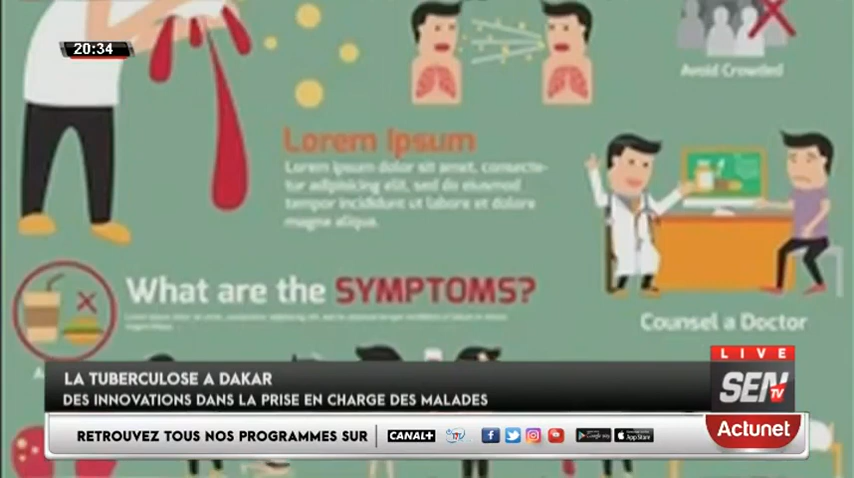 20:34
Avoid Crowded
Lorem Ipsum
Lorem ipsum dolor sit amet, consecte-
tur adipiscing elit, sed do eiusmod
tempor incididunt ut labore et dolore
magna aliqua.
What are the SYMPTOMS?
Counsel a Doctor
LIVE
SEN TV
LA TUBERCULOSE A DAKAR
DES INNOVATIONS DANS LA PRISE EN CHARGE DES MALADES
RETROUVEZ TOUS NOS PROGRAMMES SUR
CANAL+
App Store
Actunet